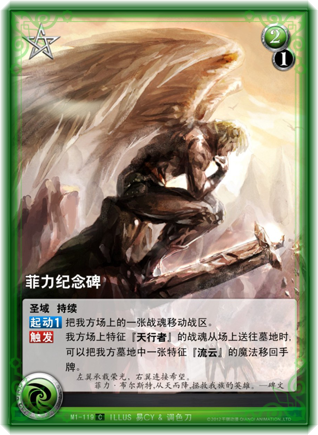 2
1
菲力纪念碑
圣域 持续
起动1 把我方场上的一张战魂移动战区。
触发 我方场上特征『天行者』的战魂从场上送往墓地时,
可以把我方墓地中一张特征『流云』的魔法移回手
牌。
左翼承载荣光，右翼连接希望，
菲力·布尔斯特，从天而降，拯救我族的英雄。——碑文
M1-119 C ILLUS 易CY & 调色刀